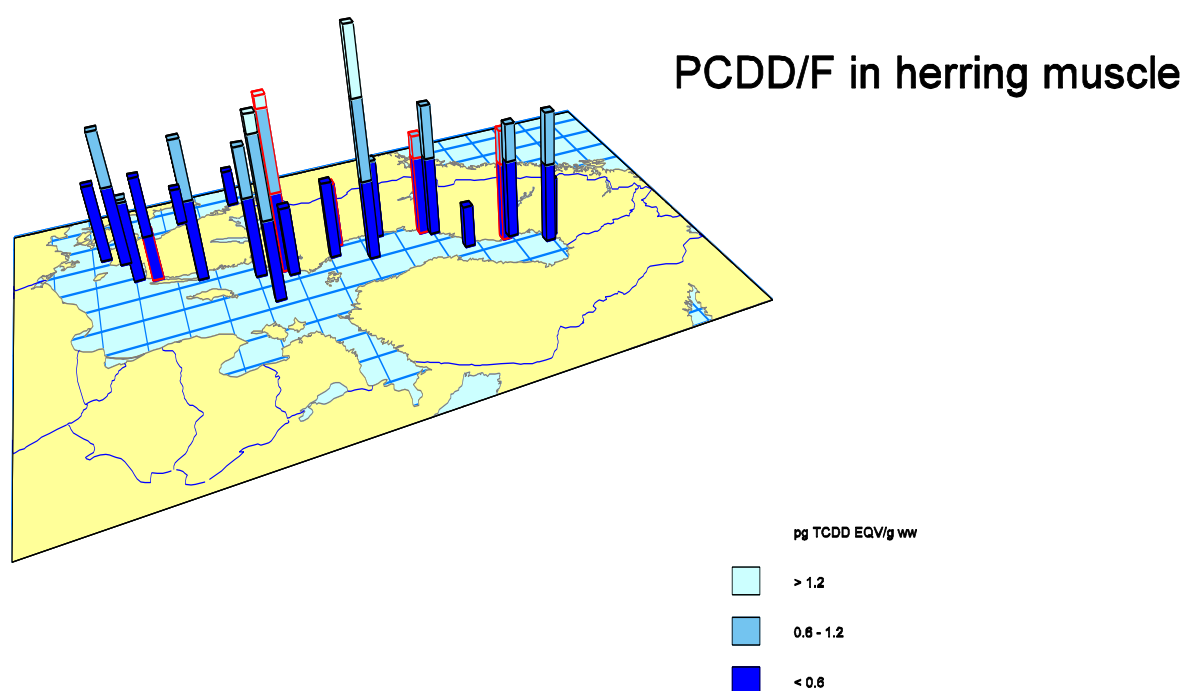 PCDD/F in herring muscle
pg TCDD EQV/g ww
> 1.2
0.6 - 1.2
< 0.6